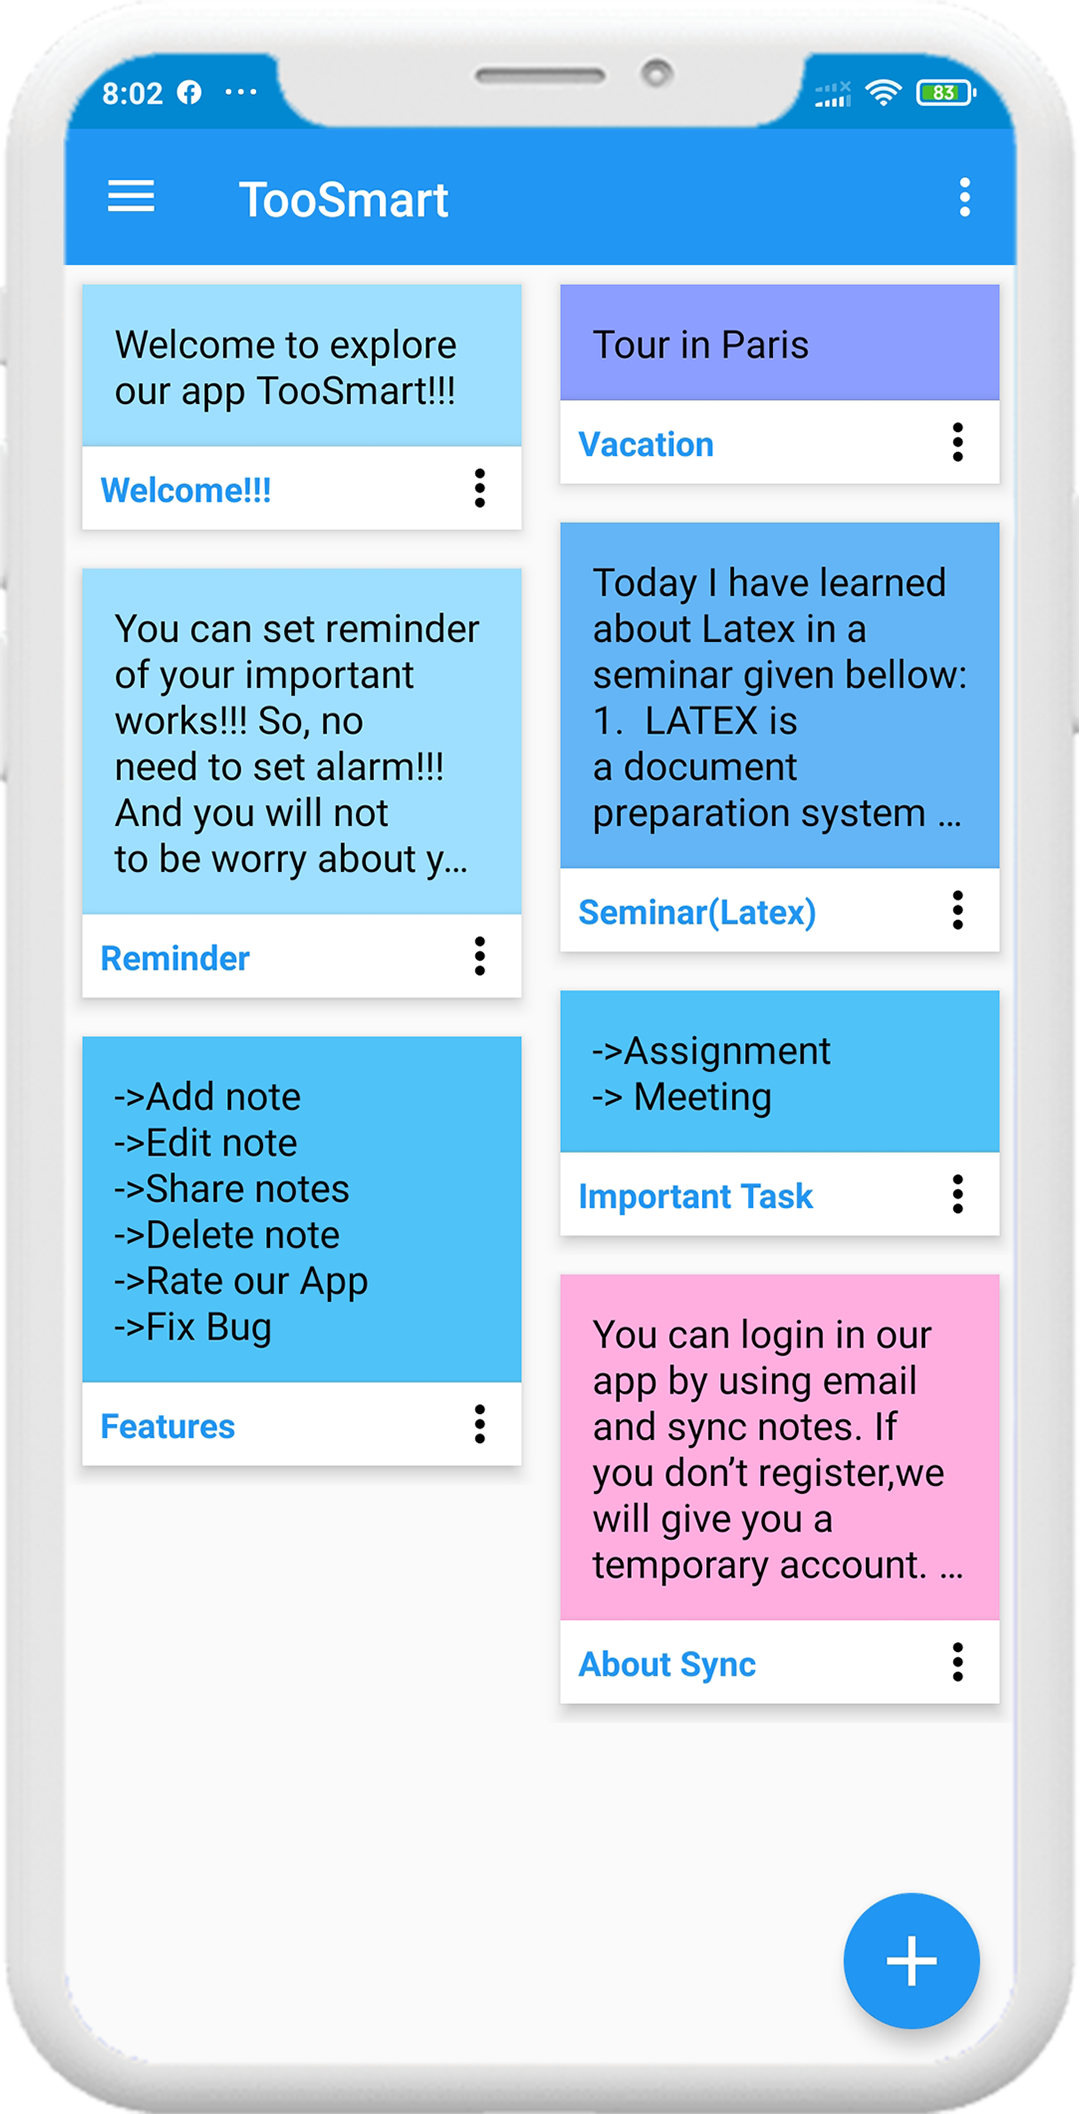 8:02
83
TooSmart
Welcome to explore
our app TooSmart!!!
Welcome!!!
You can set reminder
of your important
works!!! So, no
need to set alarm!!!
And you will not
to be worry about y...
Reminder
->Add note
->Edit note
->Share notes
->Delete note
->Rate our App
->Fix Bug
Features
Tour in Paris
Vacation
Today I have learned
about Latex in a
seminar given bellow:
1.  LATEX is
a document
preparation system ...
Seminar(Latex)
->Assignment
-> Meeting
Important Task
You can login in our
app by using email
and sync notes. If
you don’t register,we
will give you a
temporary account. ...
About Sync